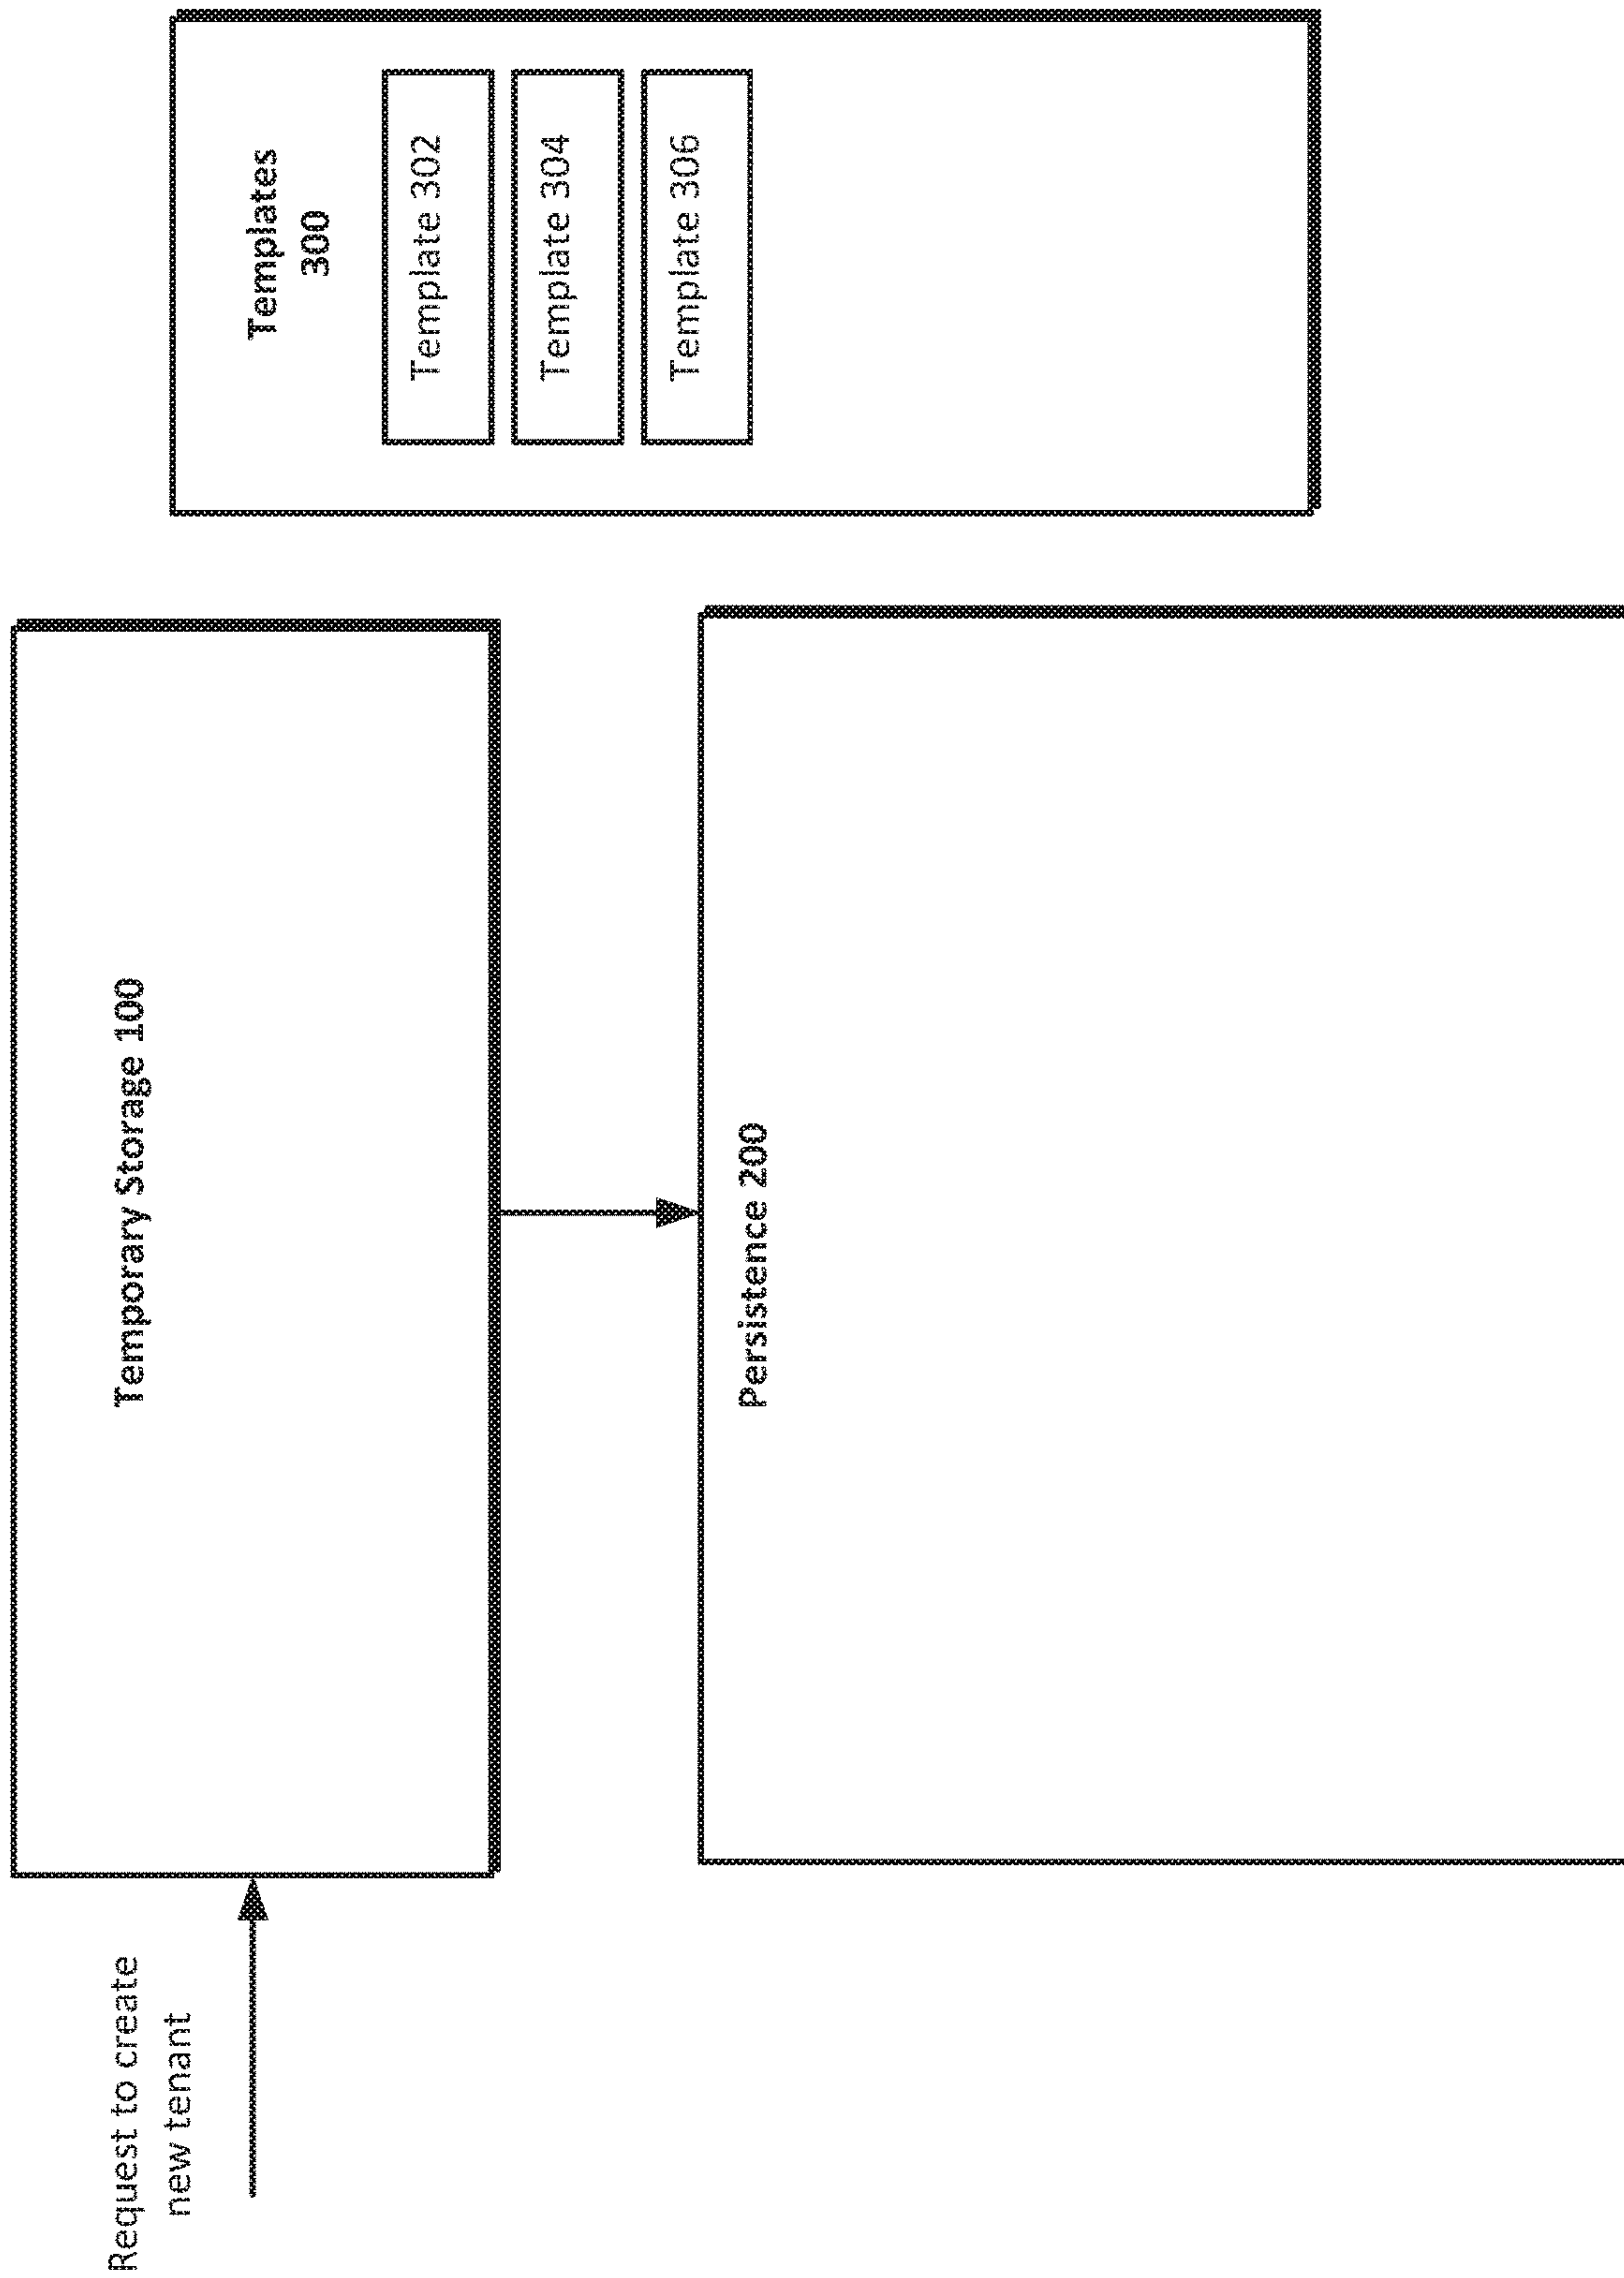 Request to create
new tenant
Temporary Storage 100
Persistence 200
Templates
300
Template 302
Template 304
Template 306